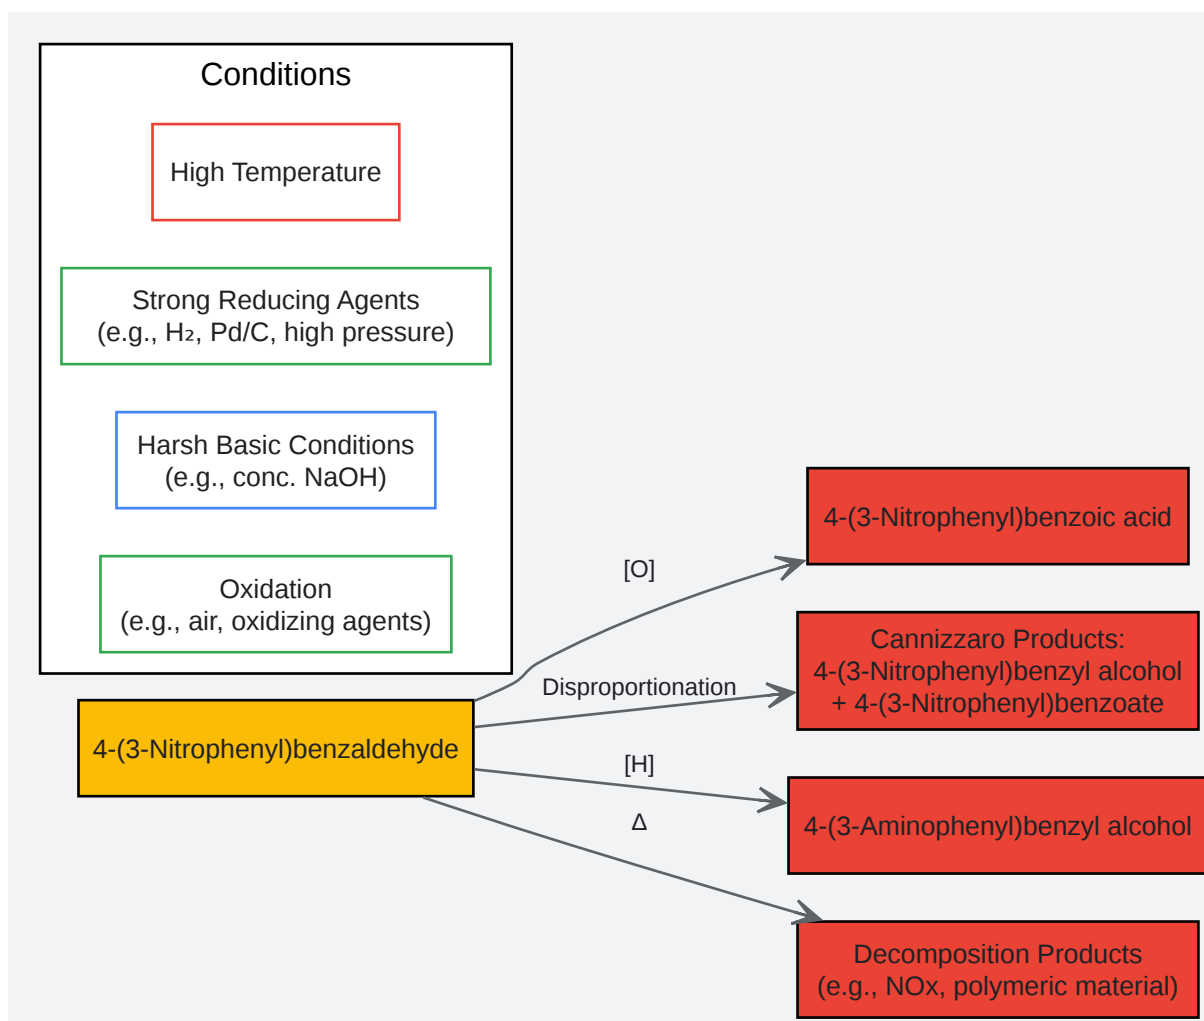 Conditions
High Temperature
Strong Reducing Agents
(e.g., H₂, Pd/C, high pressure)
Harsh Basic Conditions
(e.g., conc. NaOH)
Oxidation
(e.g., air, oxidizing agents)
4-(3-Nitrophenyl)benzaldehyde
[O]
Disproportionation
[H]
Δ
4-(3-Nitrophenyl)benzoic acid
Cannizzaro Products:
4-(3-Nitrophenyl)benzyl alcohol
+ 4-(3-Nitrophenyl)benzoate
4-(3-Aminophenyl)benzyl alcohol
Decomposition Products
(e.g., NOx, polymeric material)